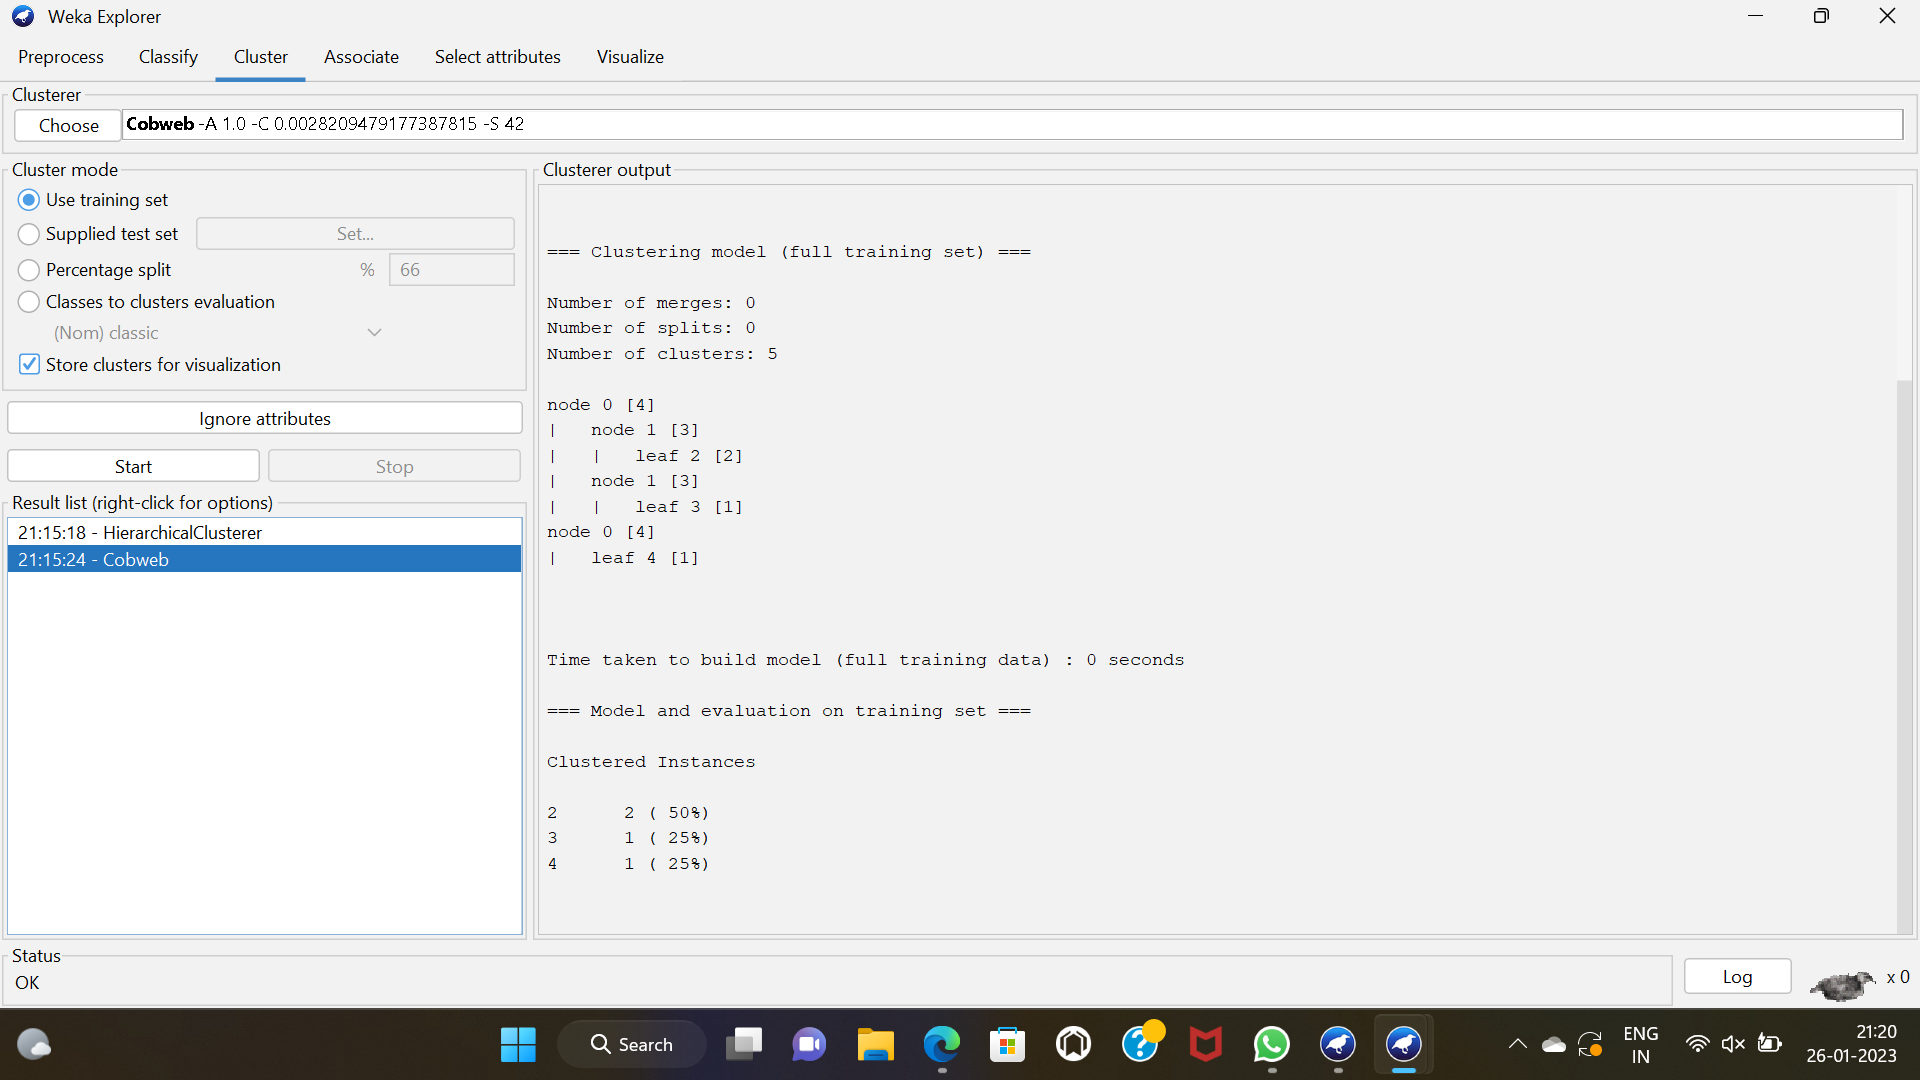 Weka Explorer
Preprocess Classify Cluster Associate Select attributes Visualize
Clusterer
Choose Cobweb -A 1.0 -C 0.0028209479177387815 -S 42
Cluster mode
Use training set
Supplied test set Set...
Percentage split % 66
Classes to clusters evaluation
(Nom) classic
Store clusters for visualization
Ignore attributes
Start Stop
Result list (right-click for options)
21:15:18 - HierarchicalClusterer
21:15:24 - Cobweb
Clusterer output
=== Clustering model (full training set) ===
Number of merges: 0
Number of splits: 0
Number of clusters: 5
node 0 [4]
|   node 1 [3]
|   |   leaf 2 [2]
|   node 1 [3]
|   |   leaf 3 [1]
node 0 [4]
|   leaf 4 [1]
Time taken to build model (full training data) : 0 seconds
=== Model and evaluation on training set ===
Clustered Instances
2      2 ( 50%)
3      1 ( 25%)
4      1 ( 25%)
Status
OK
Log x 0
Search
ENG
IN
21:20
26-01-2023